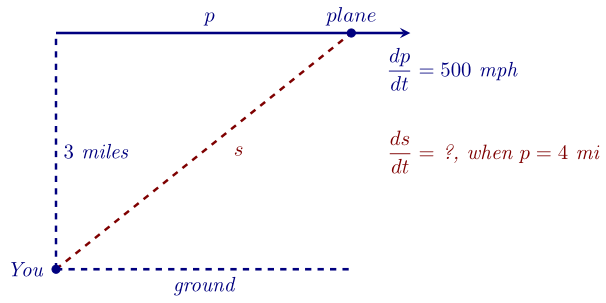 p
plane
dp/dt = 500 mph
3 miles
s
ds/dt = ?, when p = 4 mi
You
ground